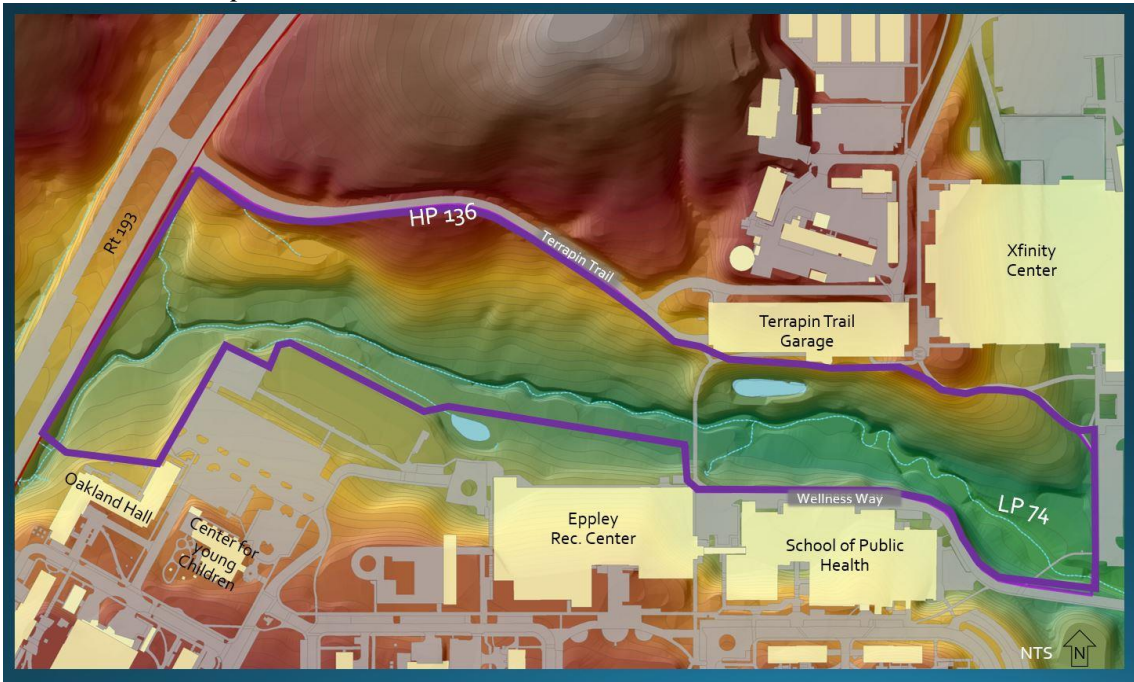 Rt 193
HP 136
Terrapin Trail
Xfinity
Center
Terrapin Trail
Garage
Oakland Hall
Center for
young
Children
Eppley
Rec. Center
Wellness Way
School of Public
Health
LP 74
NTS
N